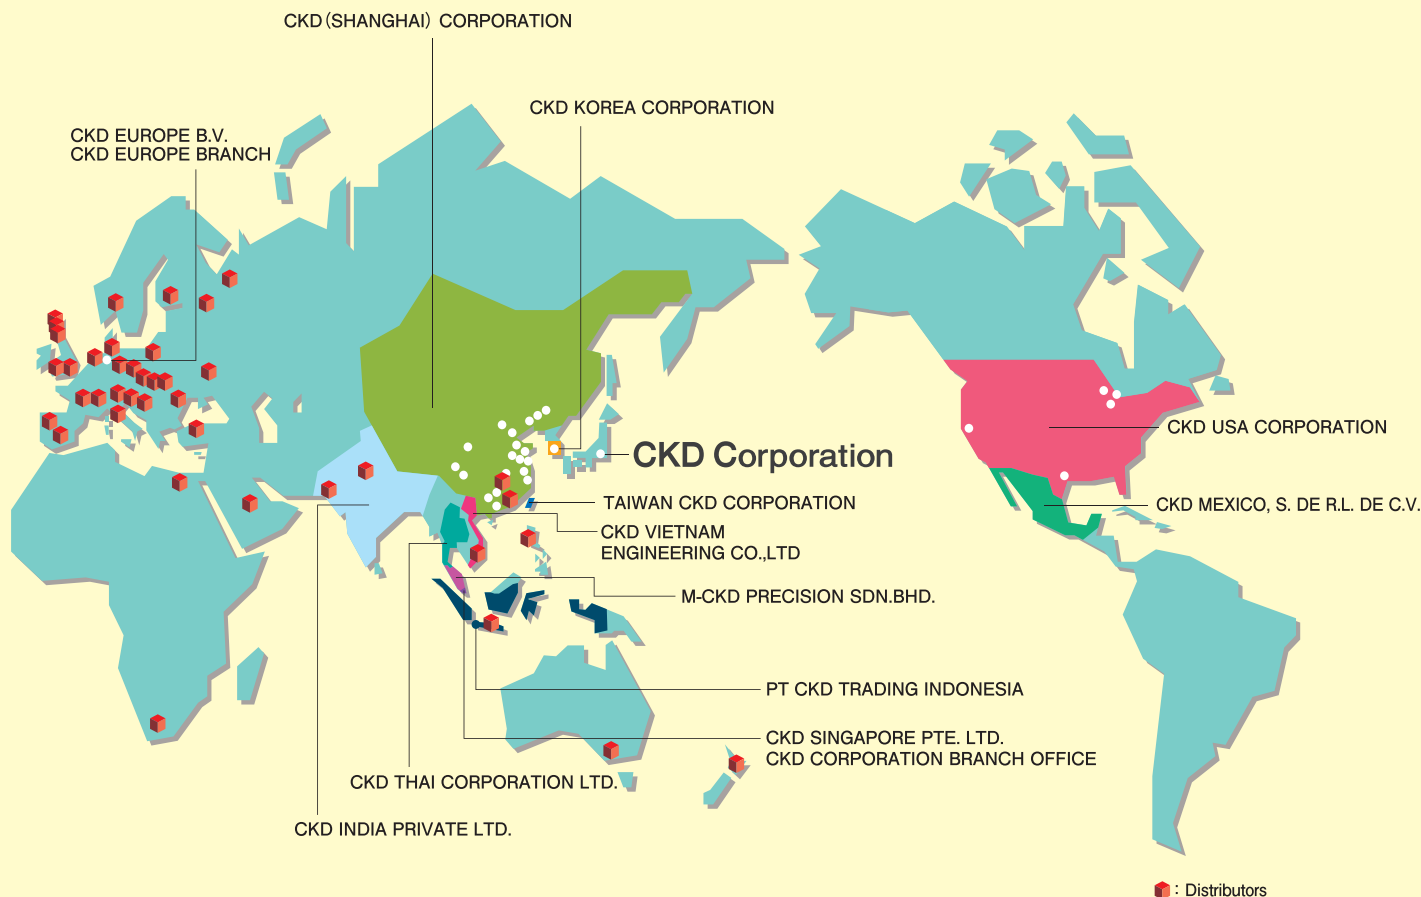 CKD(SHANGHAI) CORPORATION
CKD KOREA CORPORATION
CKD EUROPE B.V.
CKD EUROPE BRANCH
CKD USA CORPORATION
CKD Corporation
TAIWAN CKD CORPORATION
CKD MEXICO, S. DE R.L. DE C.V.
CKD VIETNAM
ENGINEERING CO.,LTD
M-CKD PRECISION SDN.BHD.
PT CKD TRADING INDONESIA
CKD SINGAPORE PTE. LTD.
CKD CORPORATION BRANCH OFFICE
CKD THAI CORPORATION LTD.
CKD INDIA PRIVATE LTD.
: Distributors